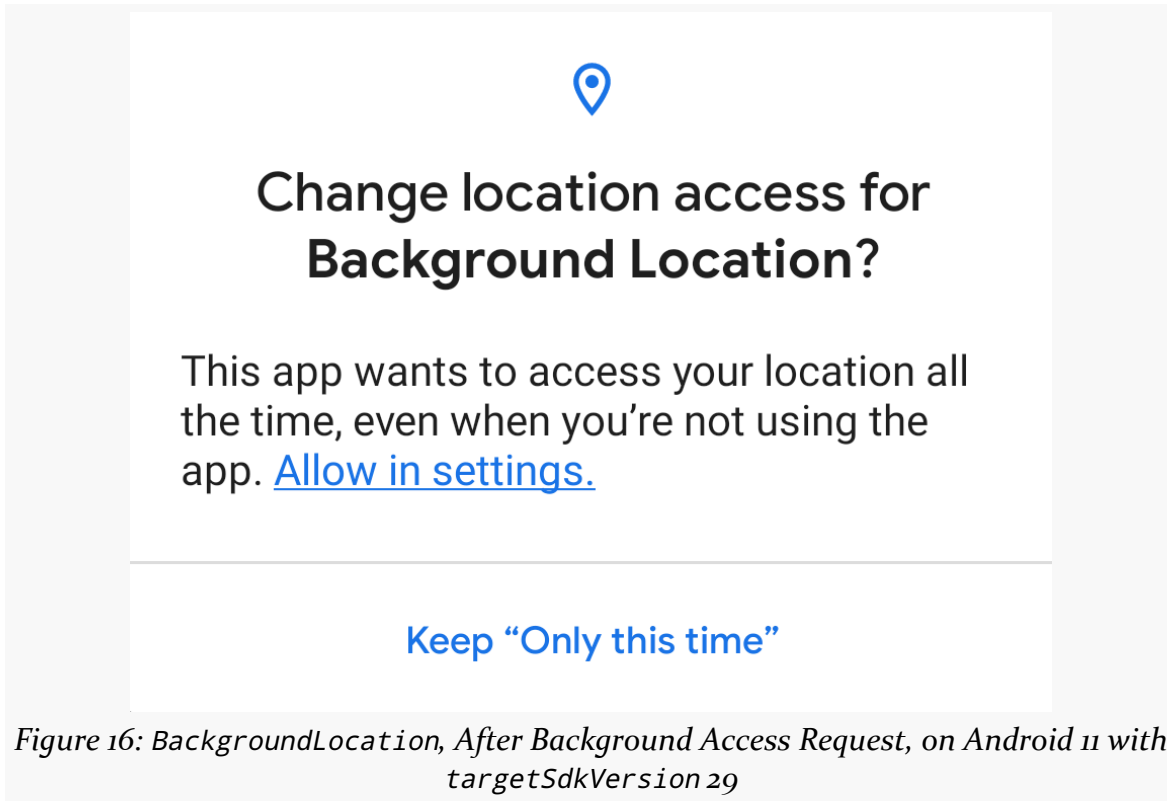 Change location access for
Background Location?
This app wants to access your location all
the time, even when you’re not using the
app. Allow in settings.
Keep “Only this time”
Figure 16: BackgroundLocation, After Background Access Request, on Android 11 with
targetSdkVersion 29